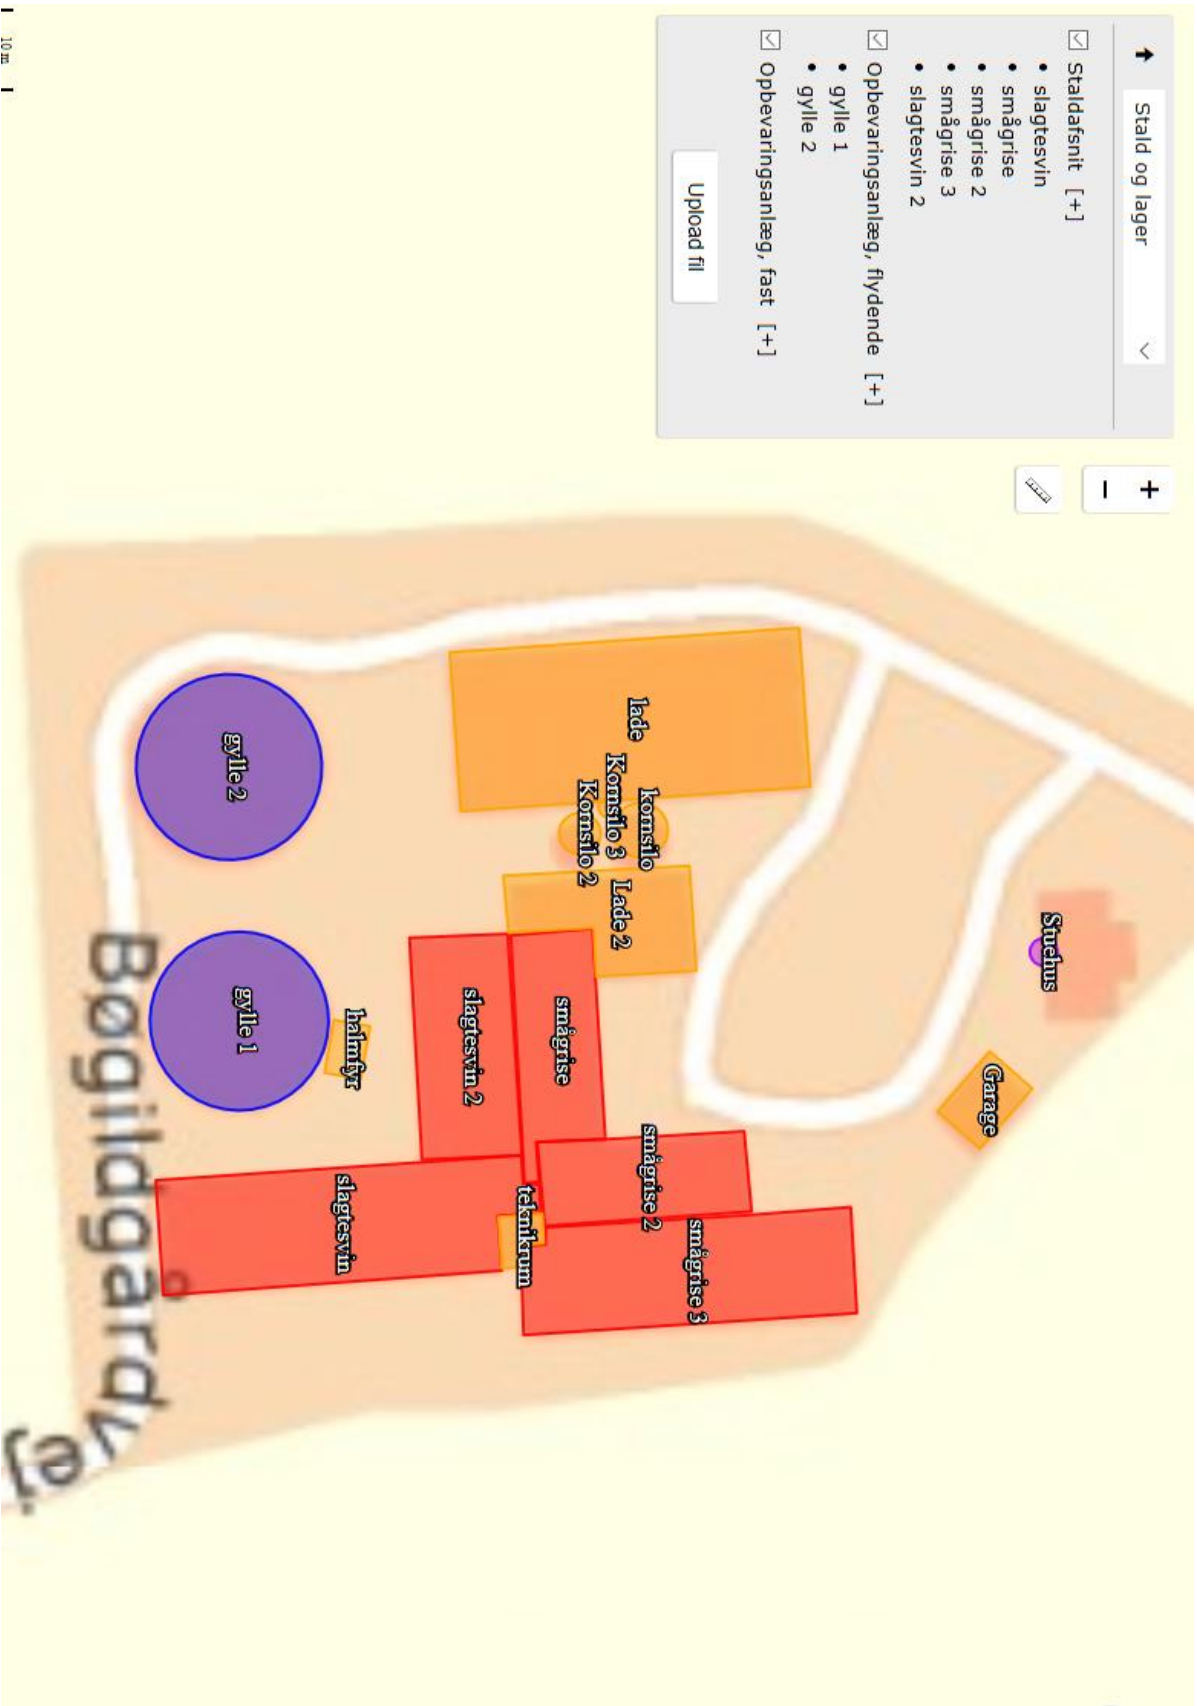 Stald og lager
Staldafsnit [+]
• slagtesvin
• smågrise
• smågrise 2
• smågrise 3
• slagtesvin 2
Opbevaringsanlæg, flydende [+]
• gylle 1
• gylle 2
Opbevaringsanlæg, fast [+]
Upload fil
+
−
Stuehus
Garage
lade
kornsilo
Kornsilo 3
Kornsilo 2
Lade 2
smågrise
slagtesvin 2
smågrise 2
smågrise 3
teknikrum
slagtesvin
halmfyr
gylle 2
gylle 1
Bøgildgårdvej
10 m